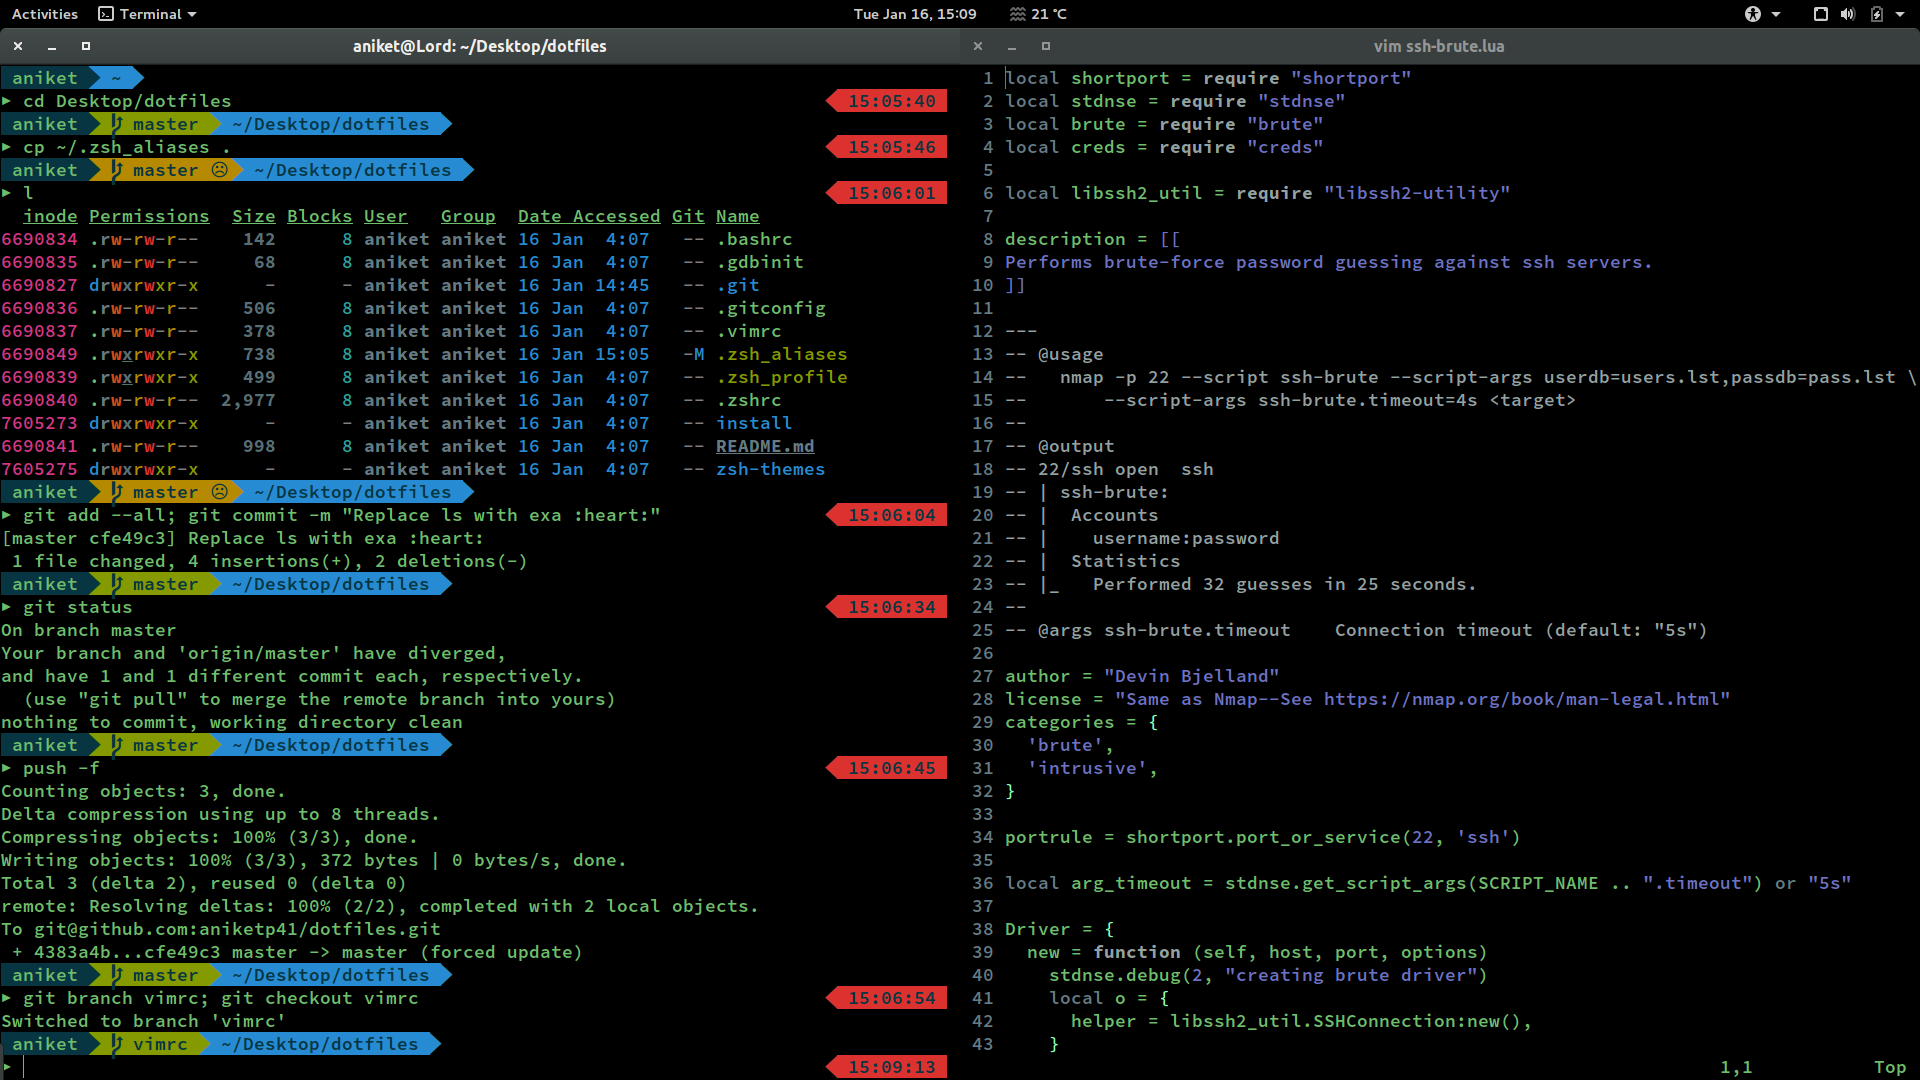 Activities Terminal Tue Jan 16, 15:09 21 °C
aniket@Lord: ~/Desktop/dotfiles
aniket ~
▸ cd Desktop/dotfiles 15:05:40
aniket master ~/Desktop/dotfiles
▸ cp ~/.zsh_aliases . 15:05:46
aniket master ☹ ~/Desktop/dotfiles
▸ l 15:06:01
inode Permissions Size Blocks User Group Date Accessed Git Name
6690834 .rw-rw-r-- 142 8 aniket aniket 16 Jan 4:07 -- .bashrc
6690835 .rw-rw-r-- 68 8 aniket aniket 16 Jan 4:07 -- .gdbinit
6690827 drwxrwxr-x - - aniket aniket 16 Jan 14:45 -- .git
6690836 .rw-rw-r-- 506 8 aniket aniket 16 Jan 4:07 -- .gitconfig
6690837 .rw-rw-r-- 378 8 aniket aniket 16 Jan 4:07 -- .vimrc
6690849 .rwxrwxr-x 738 8 aniket aniket 16 Jan 15:05 -M .zsh_aliases
6690839 .rwxrwxr-x 499 8 aniket aniket 16 Jan 4:07 -- .zsh_profile
6690840 .rw-rw-r-- 2,977 8 aniket aniket 16 Jan 4:07 -- .zshrc
7605273 drwxrwxr-x - - aniket aniket 16 Jan 4:07 -- install
6690841 .rw-rw-r-- 998 8 aniket aniket 16 Jan 4:07 -- README.md
7605275 drwxrwxr-x - - aniket aniket 16 Jan 4:07 -- zsh-themes
aniket master ☹ ~/Desktop/dotfiles
▸ git add --all; git commit -m "Replace ls with exa :heart:" 15:06:04
[master cfe49c3] Replace ls with exa :heart:
1 file changed, 4 insertions(+), 2 deletions(-)
aniket master ~/Desktop/dotfiles
▸ git status 15:06:34
On branch master
Your branch and 'origin/master' have diverged,
and have 1 and 1 different commit each, respectively.
(use "git pull" to merge the remote branch into yours)
nothing to commit, working directory clean
aniket master ~/Desktop/dotfiles
▸ push -f 15:06:45
Counting objects: 3, done.
Delta compression using up to 8 threads.
Compressing objects: 100% (3/3), done.
Writing objects: 100% (3/3), 372 bytes | 0 bytes/s, done.
Total 3 (delta 2), reused 0 (delta 0)
remote: Resolving deltas: 100% (2/2), completed with 2 local objects.
To git@github.com:aniketp41/dotfiles.git
+ 4383a4b...cfe49c3 master -> master (forced update)
aniket master ~/Desktop/dotfiles
▸ git branch vimrc; git checkout vimrc 15:06:54
Switched to branch 'vimrc'
aniket vimrc ~/Desktop/dotfiles
▸ 15:09:13
vim ssh-brute.lua
1 local shortport = require "shortport"
2 local stdnse = require "stdnse"
3 local brute = require "brute"
4 local creds = require "creds"
5
6 local libssh2_util = require "libssh2-utility"
7
8 description = [[
9 Performs brute-force password guessing against ssh servers.
10 ]]
11
12 ---
13 -- @usage
14 -- nmap -p 22 --script ssh-brute --script-args userdb=users.lst,passdb=pass.lst \
15 -- --script-args ssh-brute.timeout=4s <target>
16 --
17 -- @output
18 -- 22/ssh open ssh
19 -- | ssh-brute:
20 -- | Accounts
21 -- | username:password
22 -- | Statistics
23 -- |_ Performed 32 guesses in 25 seconds.
24 --
25 -- @args ssh-brute.timeout Connection timeout (default: "5s")
26
27 author = "Devin Bjelland"
28 license = "Same as Nmap--See https://nmap.org/book/man-legal.html"
29 categories = {
30 'brute',
31 'intrusive',
32 }
33
34 portrule = shortport.port_or_service(22, 'ssh')
35
36 local arg_timeout = stdnse.get_script_args(SCRIPT_NAME .. ".timeout") or "5s"
37
38 Driver = {
39 new = function (self, host, port, options)
40 stdnse.debug(2, "creating brute driver")
41 local o = {
42 helper = libssh2_util.SSHConnection:new(),
43 }
1,1 Top